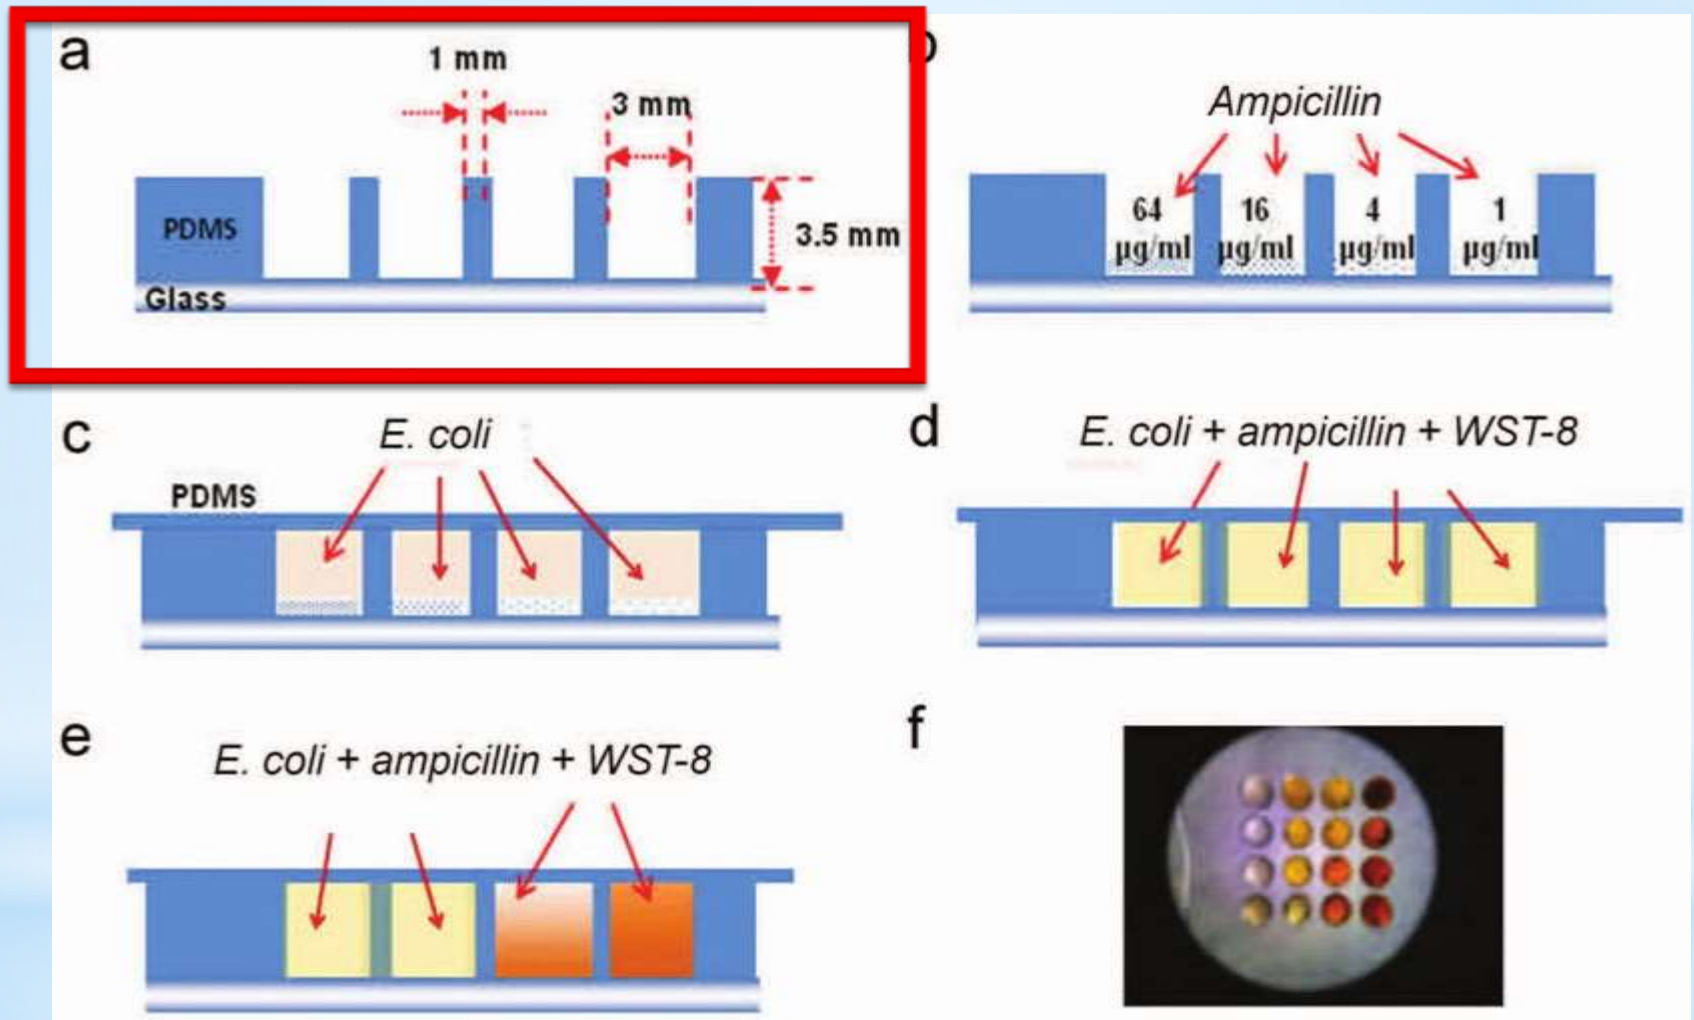 a
1 mm
3 mm
PDMS
3.5 mm
Glass
b
Ampicillin
64
µg/ml
16
µg/ml
4
µg/ml
1
µg/ml
c
E. coli
PDMS
d
E. coli + ampicillin + WST-8
e
E. coli + ampicillin + WST-8
f